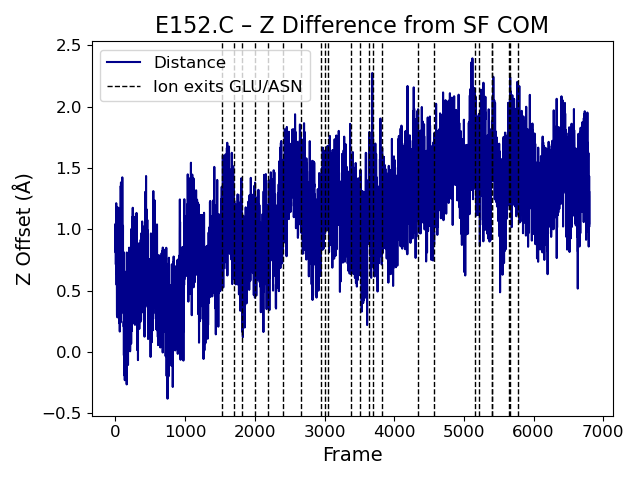 E152.C – Z Difference from SF COM
2.5
2.0
1.5
1.0
0.5
0.0
−0.5
Z Offset (Å)
Distance
Ion exits GLU/ASN
0 1000 2000 3000 4000 5000 6000 7000
Frame